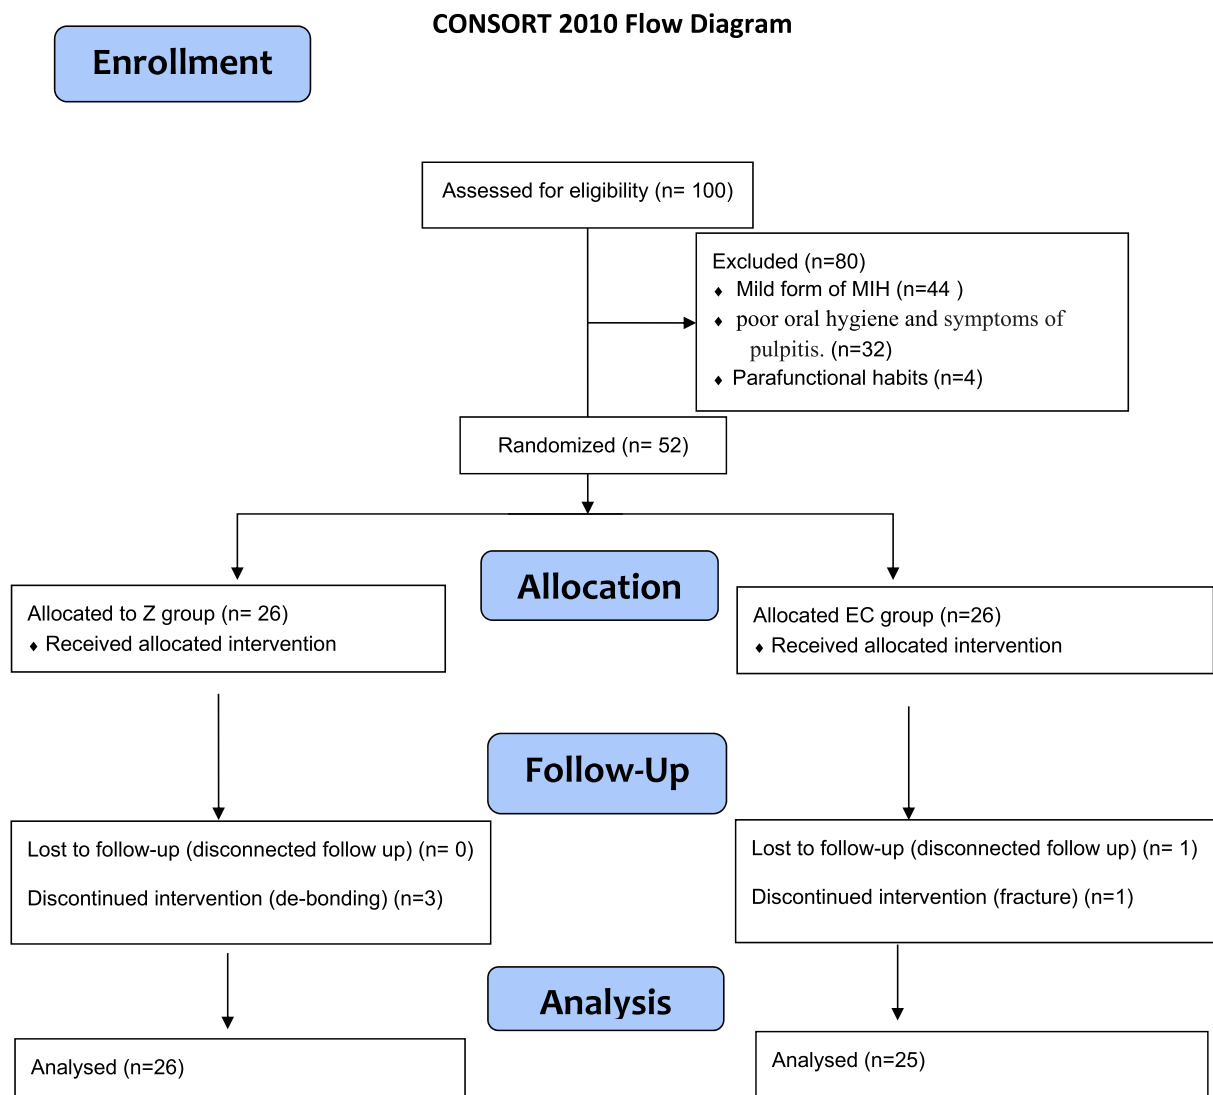 CONSORT 2010 Flow Diagram
Enrollment
Assessed for eligibility (n= 100)
Excluded (n=80)
♦ Mild form of MIH (n=44 )
♦ poor oral hygiene and symptoms of
pulpitis. (n=32)
♦ Parafunctional habits (n=4)
Randomized (n= 52)
Allocation
Allocated to Z group (n= 26)
♦ Received allocated intervention
Allocated EC group (n=26)
♦ Received allocated intervention
Follow-Up
Lost to follow-up (disconnected follow up) (n= 0)
Discontinued intervention (de-bonding) (n=3)
Lost to follow-up (disconnected follow up) (n= 1)
Discontinued intervention (fracture) (n=1)
Analysis
Analysed (n=26)
Analysed (n=25)